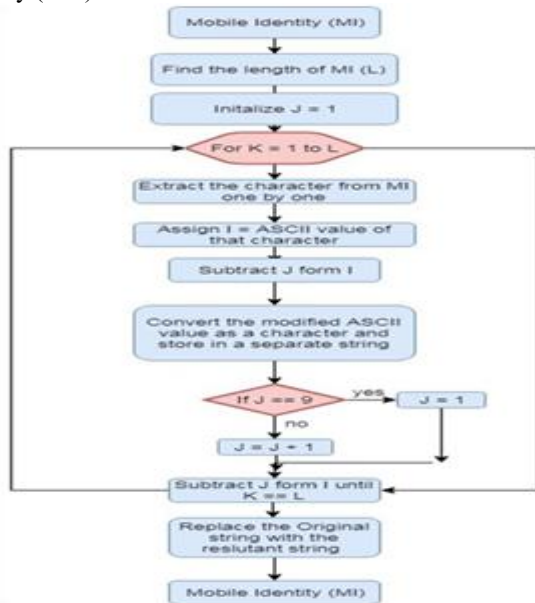 Mobile Identity (MI)
Find the length of MI (L)
Initalize J = 1
For K = 1 to L
Extract the character from MI
one by one
Assign I = ASCII value of
that character
Subtract J form I
Convert the modified ASCII
value as a character and
store in a separate string
If J == 9
yes
J = 1
no
J = J + 1
Subtract J form I until
K == L
Replace the Original
string with the
reslutant string
Mobile Identity (MI)